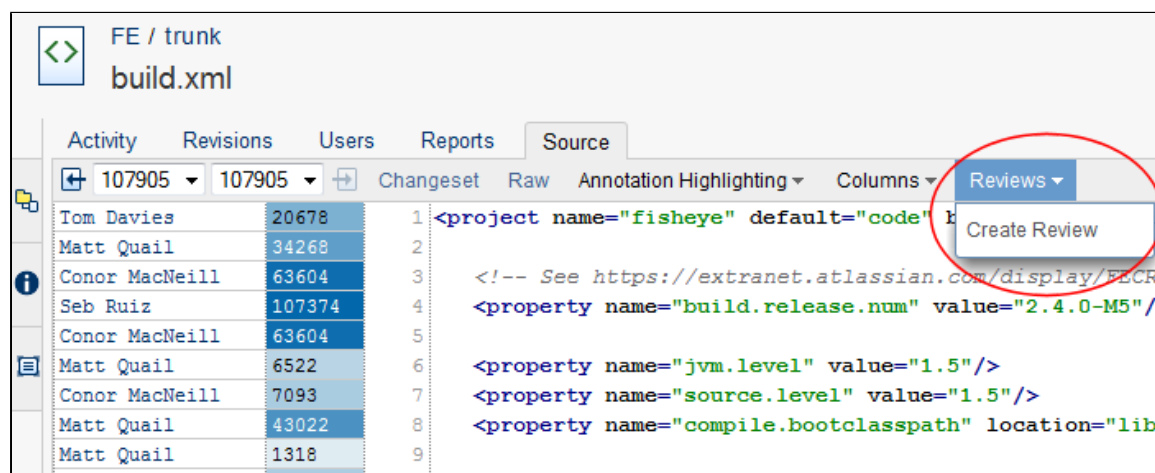 FE / trunk
build.xml
Activity Revisions Users Reports Source
107905 107905 Changeset Raw Annotation Highlighting Columns Reviews
Create Review
Tom Davies 20678 1 <project name="fisheye" default="code"
Matt Quail 34268 2
Conor MacNeill 63604 3 <!-- See https://extranet.atlassian.com/display/FECR
Seb Ruiz 107374 4 <property name="build.release.num" value="2.4.0-M5"/
Conor MacNeill 63604 5
Matt Quail 6522 6 <property name="jvm.level" value="1.5"/>
Conor MacNeill 7093 7 <property name="source.level" value="1.5"/>
Matt Quail 43022 8 <property name="compile.bootclasspath" location="lib
Matt Quail 1318 9